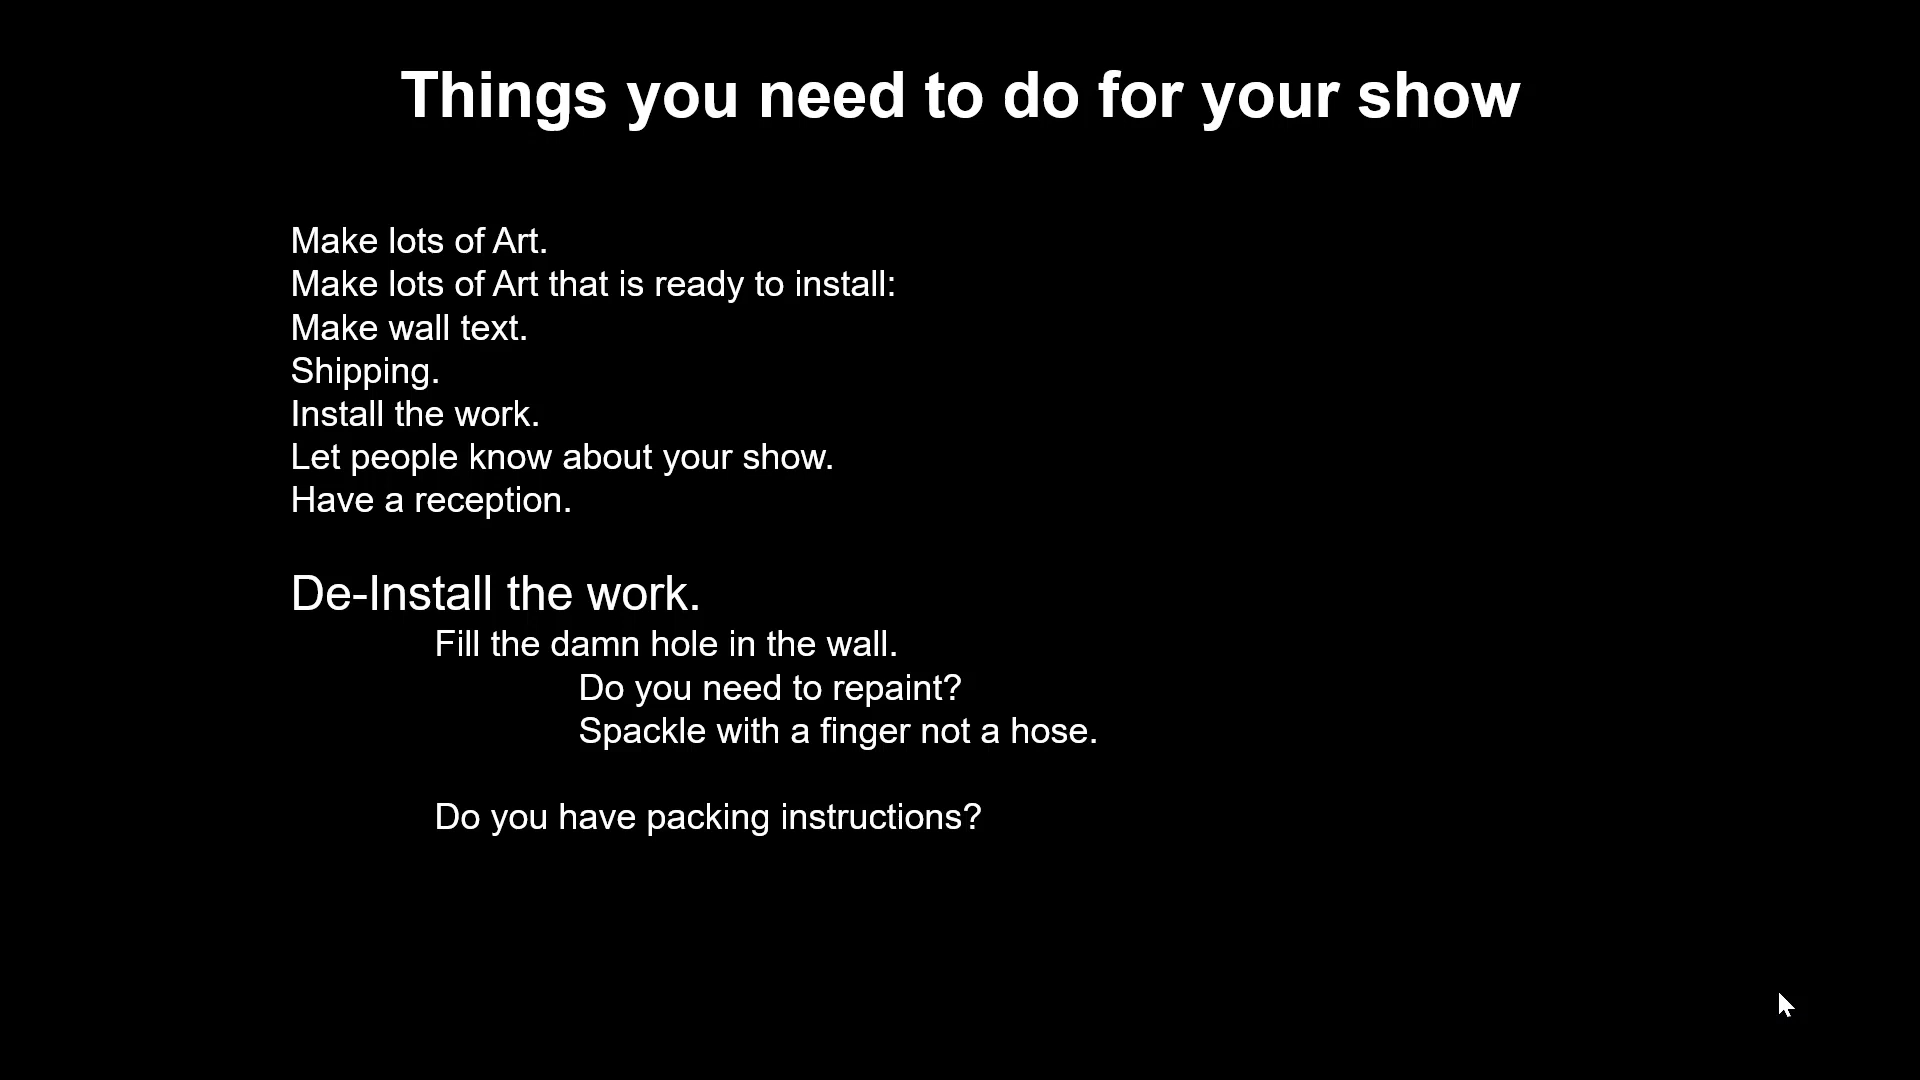 Things you need to do for your show
Make lots of Art.
Make lots of Art that is ready to install:
Make wall text.
Shipping.
Install the work.
Let people know about your show.
Have a reception.
De-Install the work.
Fill the damn hole in the wall.
Do you need to repaint?
Spackle with a finger not a hose.
Do you have packing instructions?